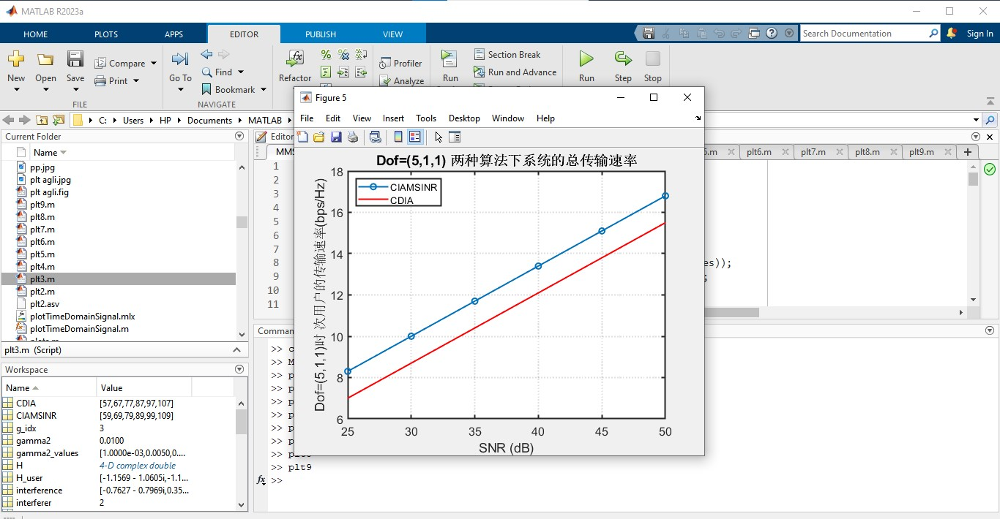 MATLAB R2023a
HOME PLOTS APPS EDITOR PUBLISH VIEW Search Documentation Sign In
New Open Save Compare Print Go To Find Bookmark Refactor Profiler Analyze Run Section Break Run and Advance Run Step Stop
FILE NAVIGATE
C: Users HP Documents MATLAB
Current Folder
Name
pp.jpg
plt agli.jpg
plt agli.fig
plt9.m
plt8.m
plt7.m
plt6.m
plt5.m
plt4.m
plt3.m
plt2.m
plt2.asv
plotTimeDomainSignal.mlx
plotTimeDomainSignal.m
plt3.m (Script)
Workspace
Name Value
CDIA [57,67,77,87,97,107]
CIAMSINR [59,69,79,89,99,109]
g_idx 3
gamma2 0.0100
gamma2_values [1.0000e-03,0.0050,0....
H 4-D complex double
H_user [-1.1569 - 1.0605i,-1.1...
interference [-0.7627 - 0.7969i,0.35...
interferer 2
Editor
plt6.m plt7.m plt8.m plt9.m
1
2
3
4
5
6
7
8 es));
9 ;
10
11
>> plt9
>>
Figure 5
File Edit View Insert Tools Desktop Window Help
Dof=(5,1,1) 两种算法下系统的总传输速率
CIAMSINR
CDIA
Dof=(5,1,1)时 次用户的传输速率(bps/Hz)
18
16
14
12
10
8
6
25 30 35 40 45 50
SNR (dB)